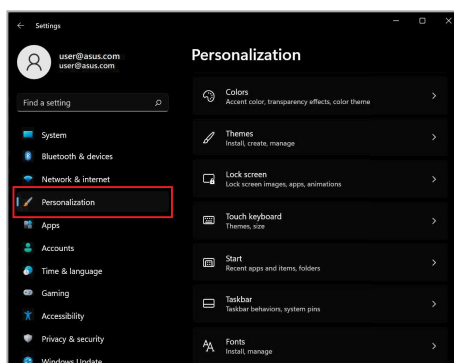 Settings
user@asus.com
user@asus.com
Find a setting
System
Bluetooth & devices
Network & internet
Personalization
Apps
Accounts
Time & language
Gaming
Accessibility
Privacy & security
Windows Update
Personalization
Colors
Accent color, transparency effects, color theme
Themes
Install, create, manage
Lock screen
Lock screen images, apps, animations
Touch keyboard
Themes, size
Start
Recent apps and items, folders
Taskbar
Taskbar behaviors, system pins
Fonts
Install, manage